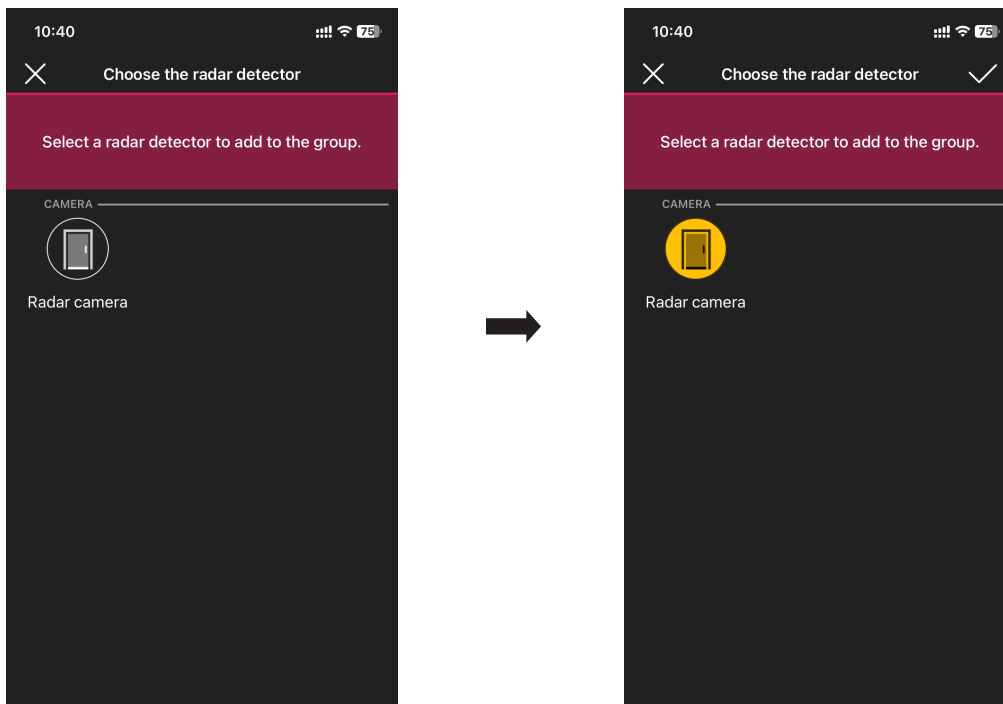 10:40
75
Choose the radar detector
Select a radar detector to add to the group.
CAMERA
Radar camera
10:40
75
Choose the radar detector
Select a radar detector to add to the group.
CAMERA
Radar camera